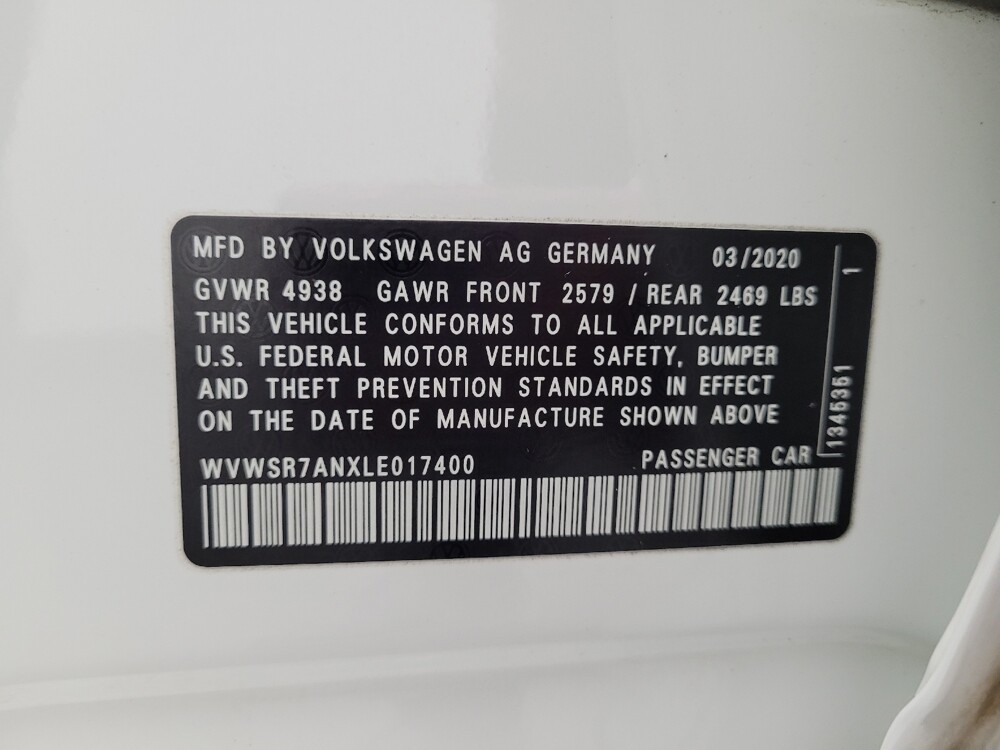 MFD BY VOLKSWAGEN AG GERMANY 03/2020
GVWR 4938 GAWR FRONT 2579 / REAR 2469 LBS
THIS VEHICLE CONFORMS TO ALL APPLICABLE
U.S. FEDERAL MOTOR VEHICLE SAFETY, BUMPER
AND THEFT PREVENTION STANDARDS IN EFFECT
ON THE DATE OF MANUFACTURE SHOWN ABOVE
WVWSR7ANXLE017400 PASSENGER CAR
1345351 1